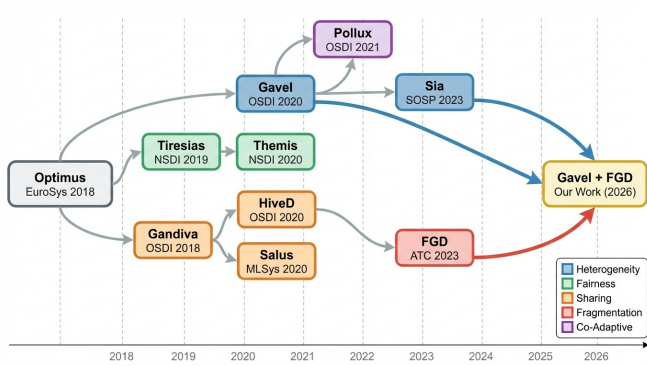 Pollux
OSDI 2021
Gavel
OSDI 2020
Sia
SOSP 2023
Tiresias
NSDI 2019
Themis
NSDI 2020
Optimus
EuroSys 2018
Gavel + FGD
Our Work (2026)
HiveD
OSDI 2020
Gandiva
OSDI 2018
FGD
ATC 2023
Salus
MLSys 2020
Heterogeneity
Fairness
Sharing
Fragmentation
Co-Adaptive
2018 2019 2020 2021 2022 2023 2024 2025 2026